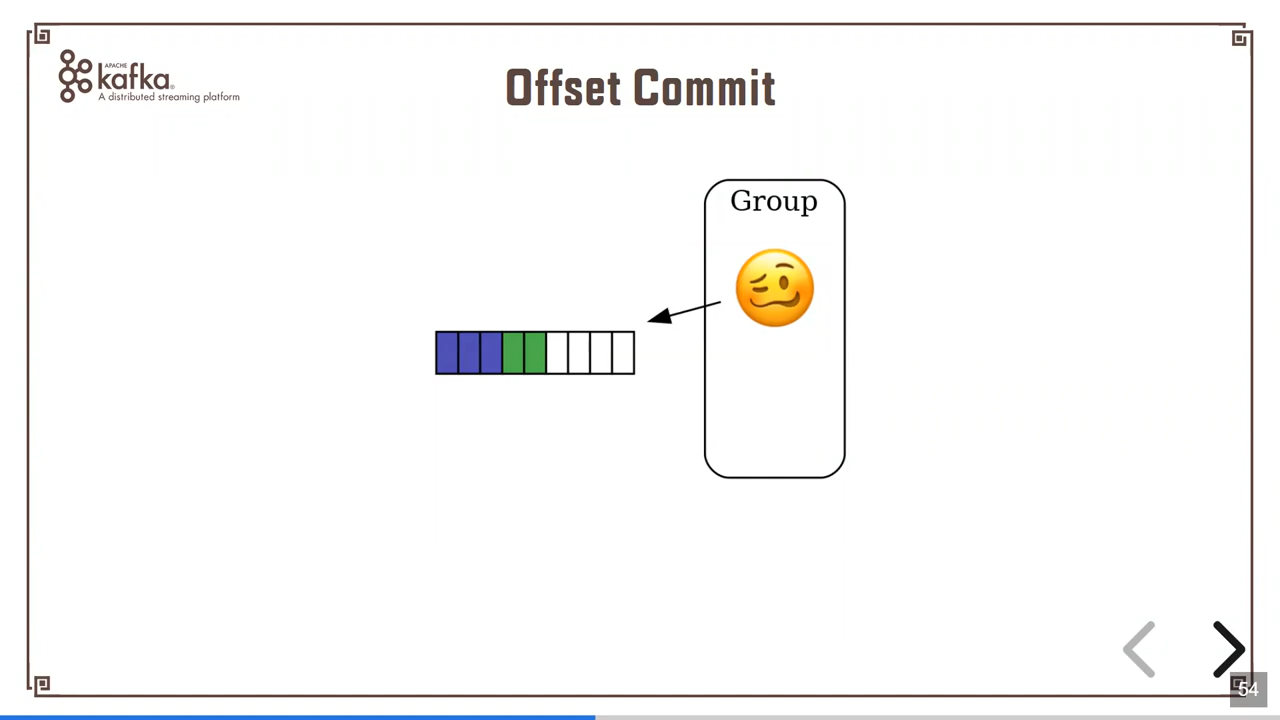 APACHE
kafka®
A distributed streaming platform
Offset Commit
Group
54